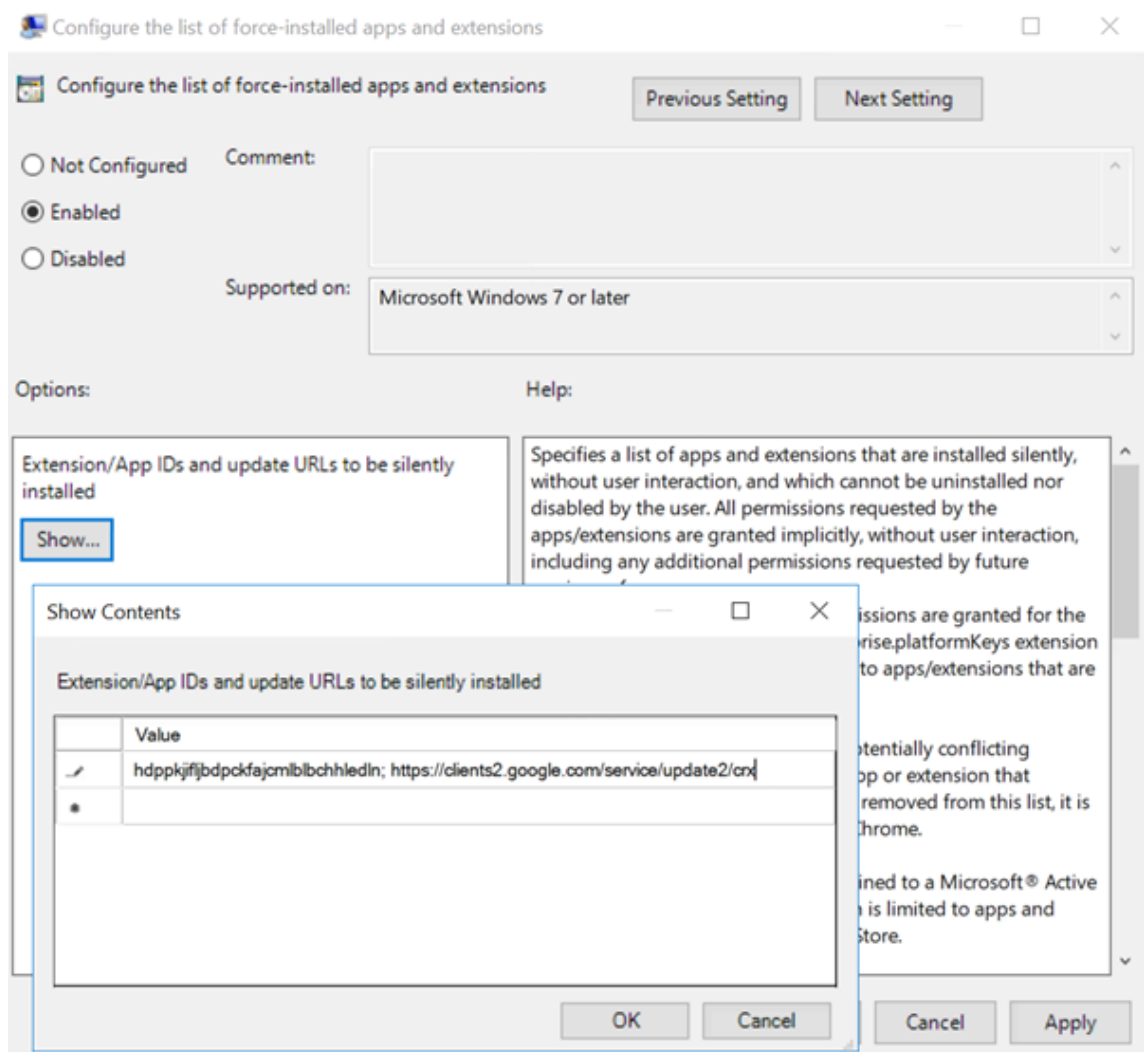 Configure the list of force-installed apps and extensions
Configure the list of force-installed apps and extensions
Previous Setting
Next Setting
Not Configured
Comment:
Enabled
Disabled
Supported on:
Microsoft Windows 7 or later
Options:
Help:
Extension/App IDs and update URLs to be silently
installed
Show...
Specifies a list of apps and extensions that are installed silently,
without user interaction, and which cannot be uninstalled nor
disabled by the user. All permissions requested by the
apps/extensions are granted implicitly, without user interaction,
including any additional permissions requested by future
issions are granted for the
rise.platformKeys extension
to apps/extensions that are
otentially conflicting
pp or extension that
removed from this list, it is
Chrome.
ined to a Microsoft® Active
is limited to apps and
Store.
Show Contents
Extension/App IDs and update URLs to be silently installed
Value
hdppkjifljbdpckfajcmlblbchhledln; https://clients2.google.com/service/update2/crx
OK
Cancel
Cancel
Apply